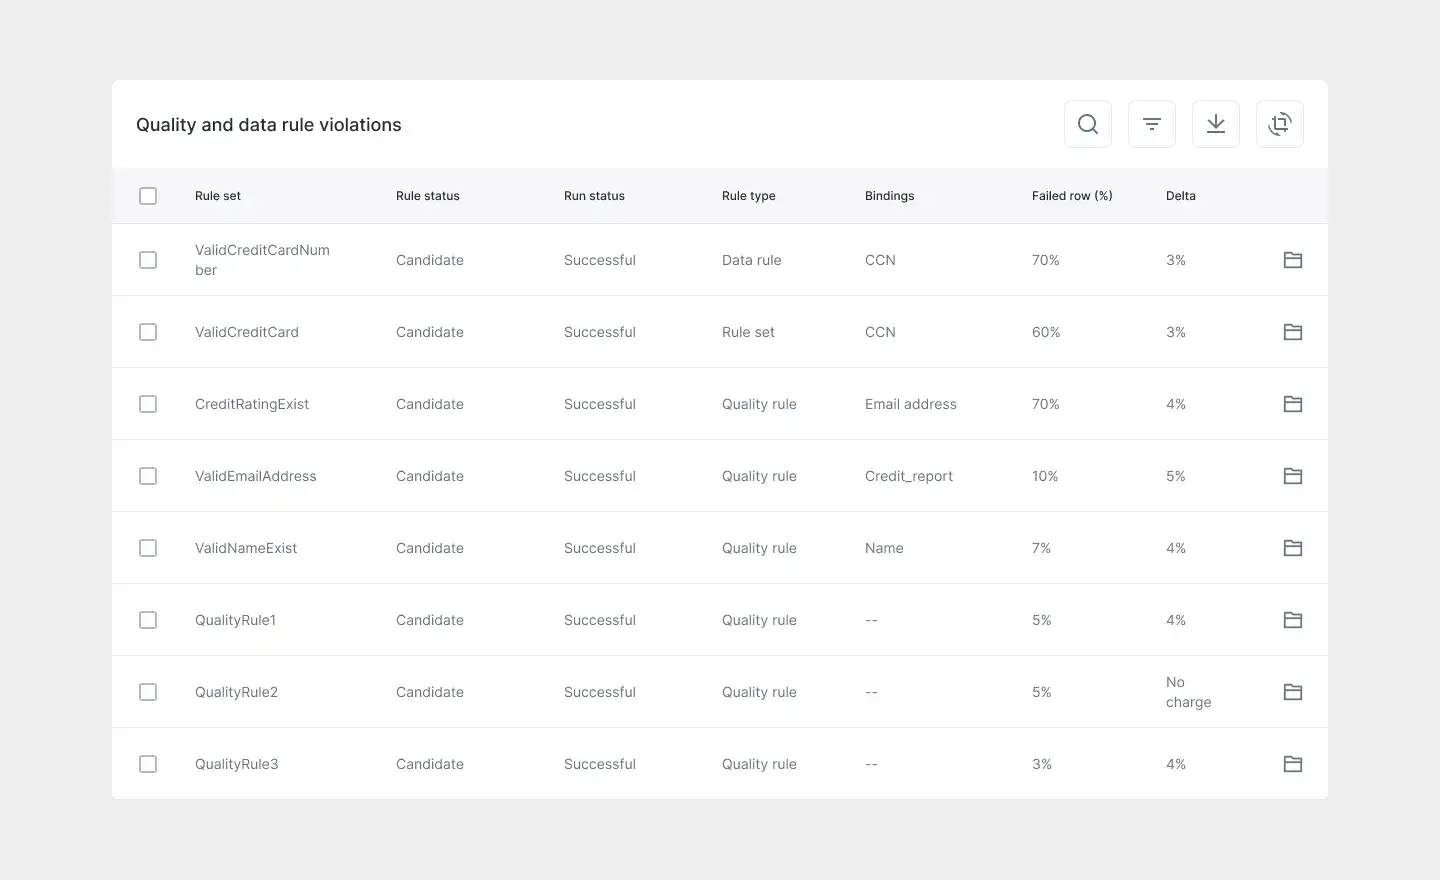 Quality and data rule violations
Rule set Rule status Run status Rule type Bindings Failed row (%) Delta
ValidCreditCardNum
ber Candidate Successful Data rule CCN 70% 3%
ValidCreditCard Candidate Successful Rule set CCN 60% 3%
CreditRatingExist Candidate Successful Quality rule Email address 70% 4%
ValidEmailAddress Candidate Successful Quality rule Credit_report 10% 5%
ValidNameExist Candidate Successful Quality rule Name 7% 4%
QualityRule1 Candidate Successful Quality rule -- 5% 4%
QualityRule2 Candidate Successful Quality rule -- 5% No
charge
QualityRule3 Candidate Successful Quality rule -- 3% 4%